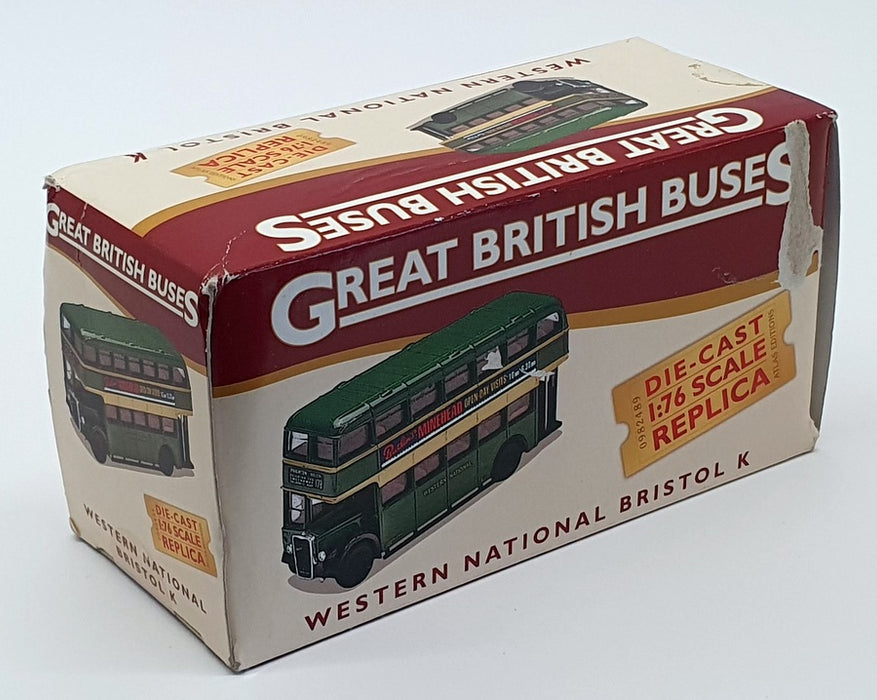 WESTERN NATIONAL BRISTOL K
DIE-CAST
1:76 SCALE
REPLICA
GREAT BRITISH BUSES
GREAT BRITISH BUSES
MINEHEAD OPEN DAY VISITS
WESTERN NATIONAL
DIE-CAST
1:76 SCALE
REPLICA
0982489
ATLAS EDITIONS
WESTERN NATIONAL BRISTOL K
GREAT BRITISH BUSES
DIE-CAST
1:76 SCALE
REPLICA
WESTERN NATIONAL
BRISTOL K